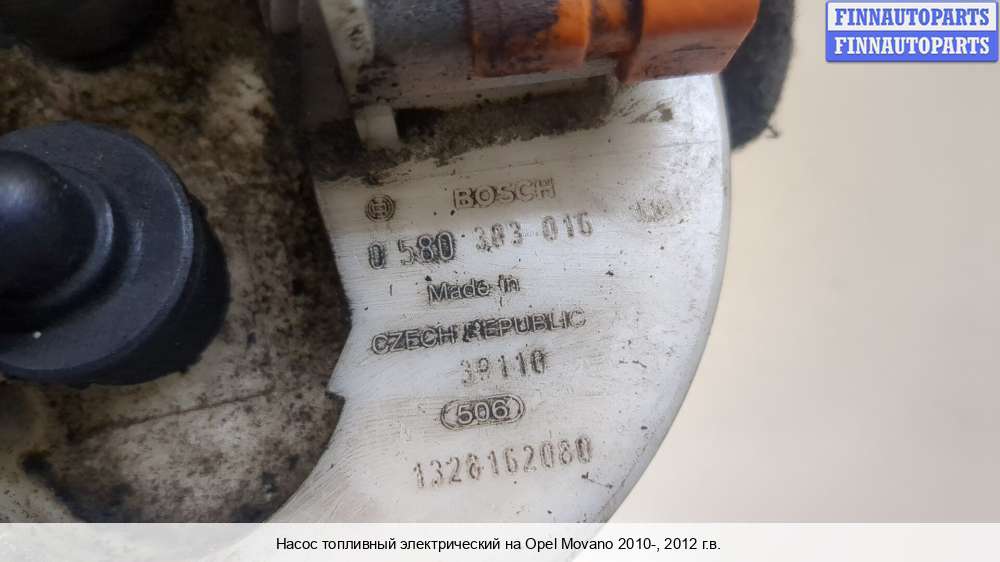 FINNAUTOPARTS
FINNAUTOPARTS
BOSCH
0 580 303 016
Made in
CZECH REPUBLIC
39110
506
1328162080
Насос топливный электрический на Opel Movano 2010-, 2012 г.в.